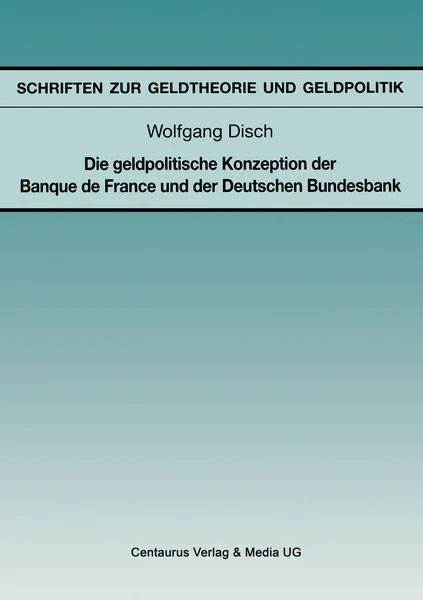 SCHRIFTEN ZUR GELDTHEORIE UND GELDPOLITIK
Wolfgang Disch
Die geldpolitische Konzeption der
Banque de France und der Deutschen Bundesbank
Centaurus Verlag & Media UG